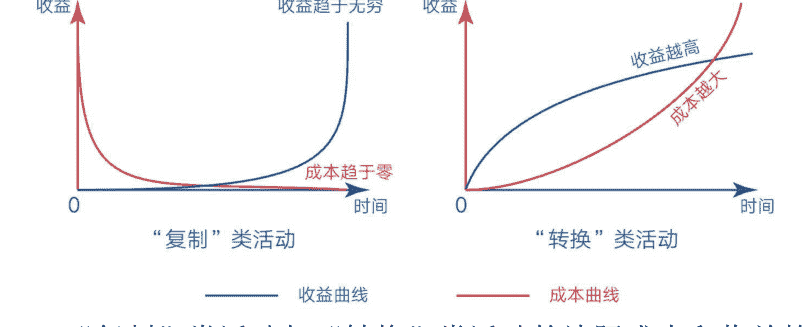 收益
收益趋于无穷
成本趋于零
0
时间
“复制”类活动
收益
收益越高
成本越大
0
时间
“转换”类活动
收益曲线
成本曲线